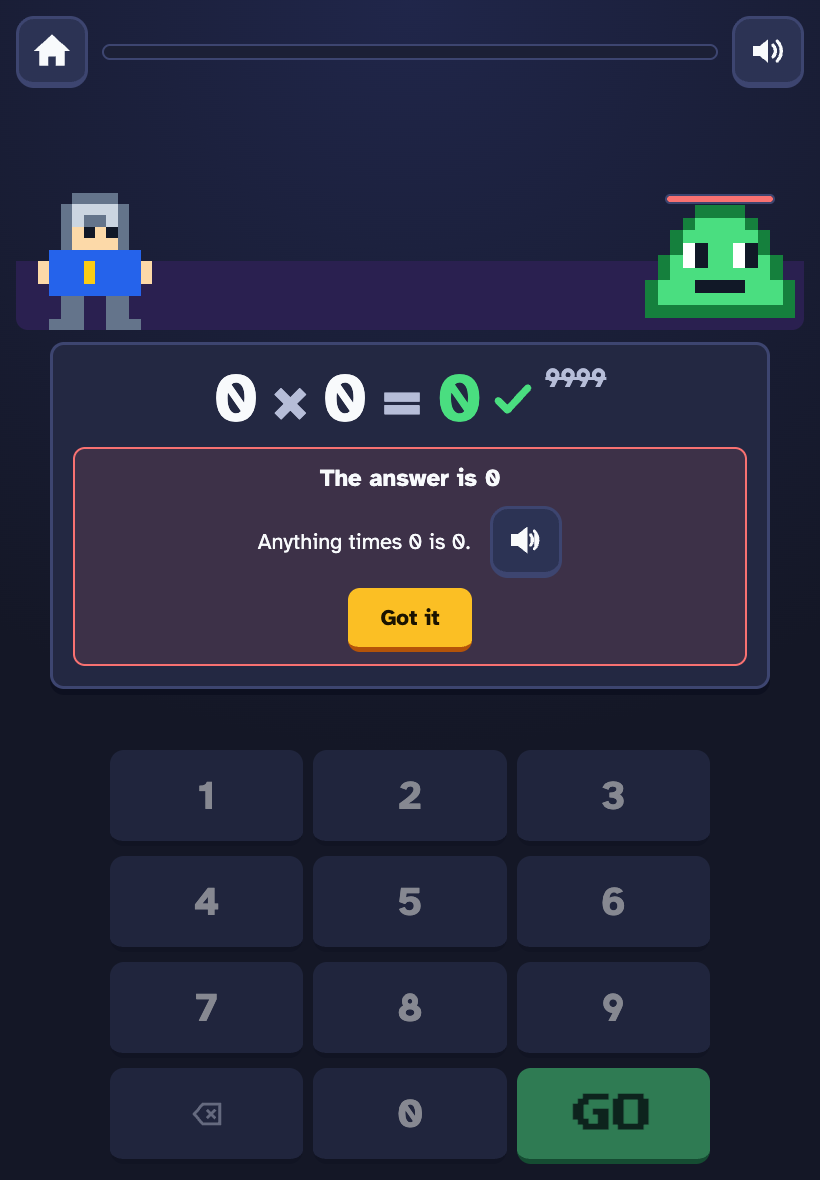 0 × 0 = 0 ✓ 9999
The answer is 0
Anything times 0 is 0.
Got it
1 2 3
4 5 6
7 8 9
0 GO